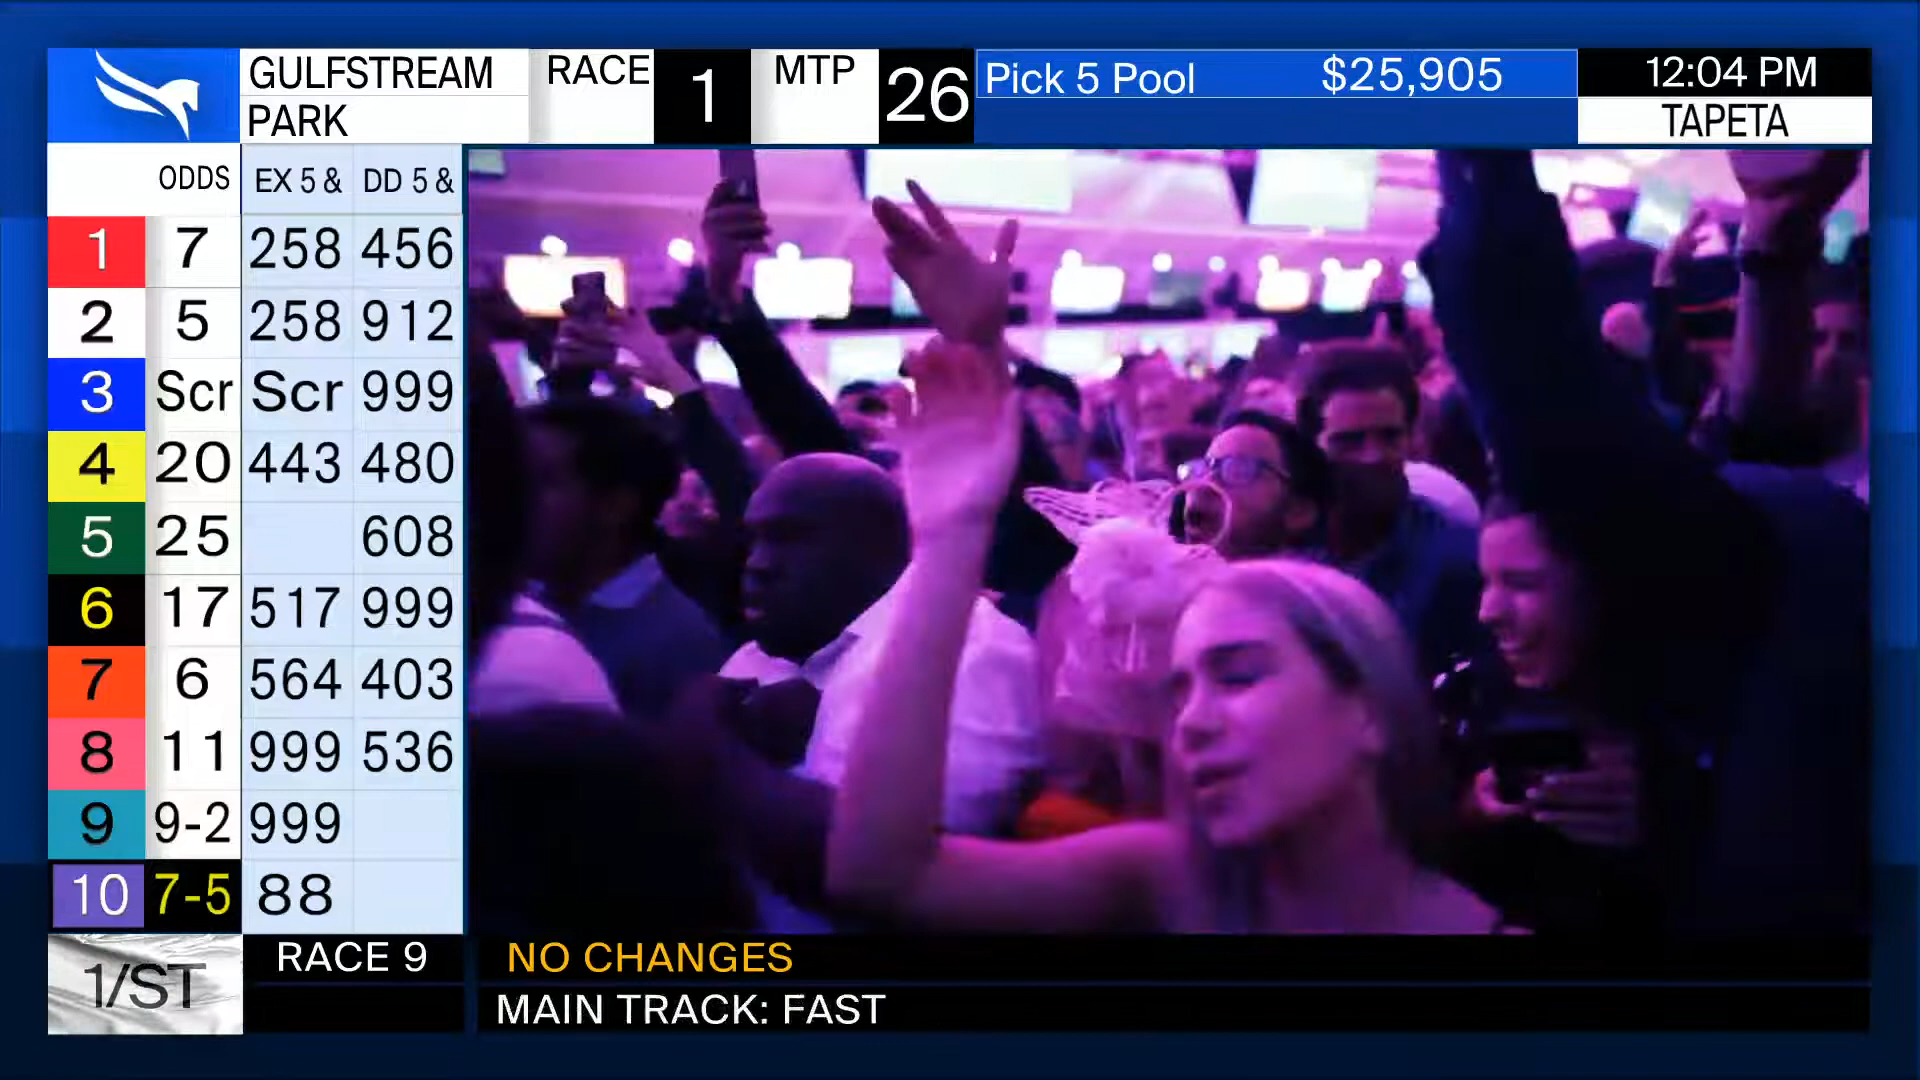 GULFSTREAM PARK RACE 1 MTP 26 Pick 5 Pool $25,905 12:04 PM
TAPETA
ODDS EX 5 & DD 5 &
1 7 258 456
2 5 258 912
3 Scr Scr 999
4 20 443 480
5 25 608
6 17 517 999
7 6 564 403
8 11 999 536
9 9-2 999
10 7-5 88
1/ST RACE 9 NO CHANGES
MAIN TRACK: FAST